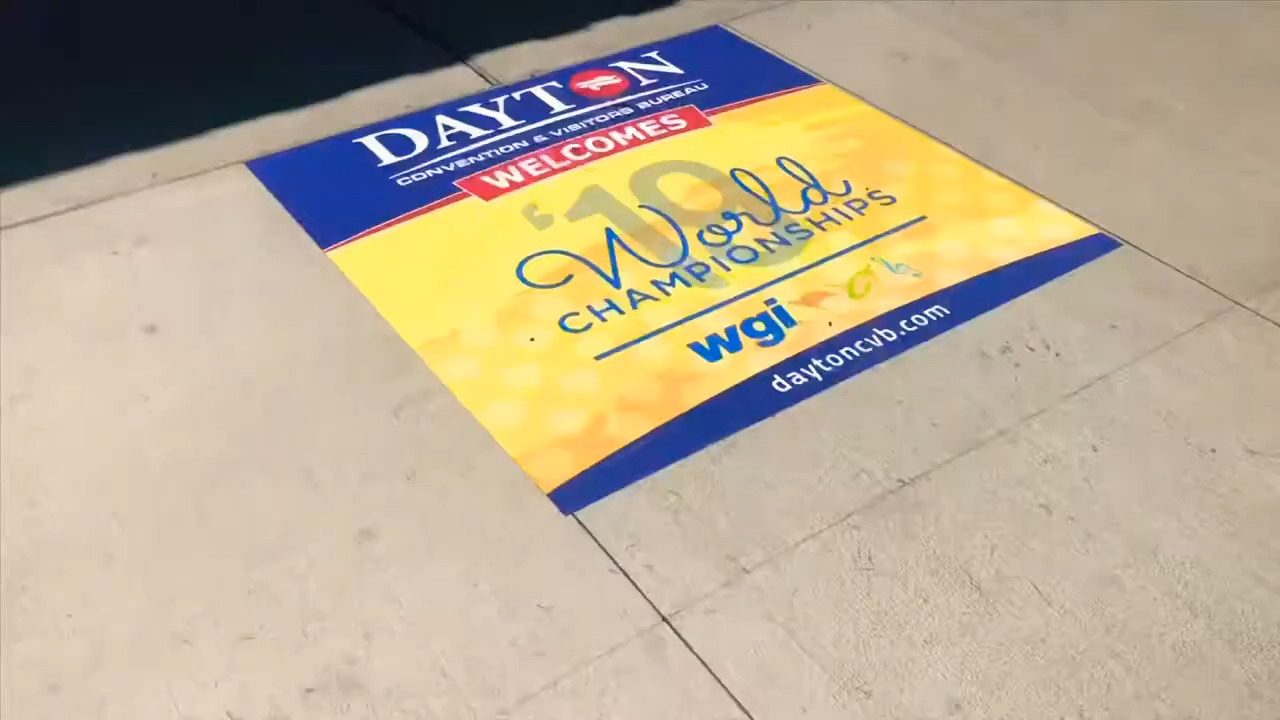 DAYTON
CONVENTION & VISITORS BUREAU
WELCOMES
'19
World
CHAMPIONSHIPS
wgi
daytoncvb.com